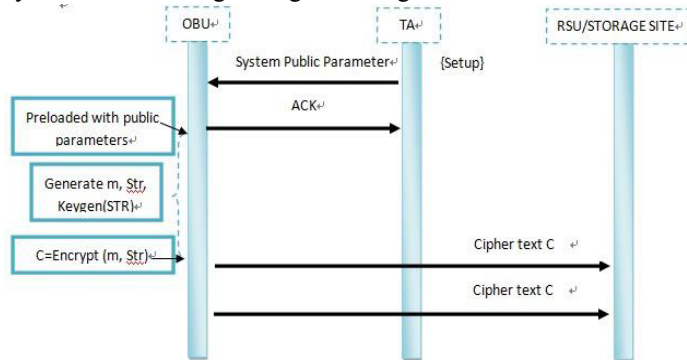 OBU
TA
RSU/STORAGE SITE
System Public Parameter
{Setup}
ACK
Preloaded with public
parameters
Generate m, Str,
Keygen(STR)
C=Encrypt (m, Str)
Cipher text C
Cipher text C